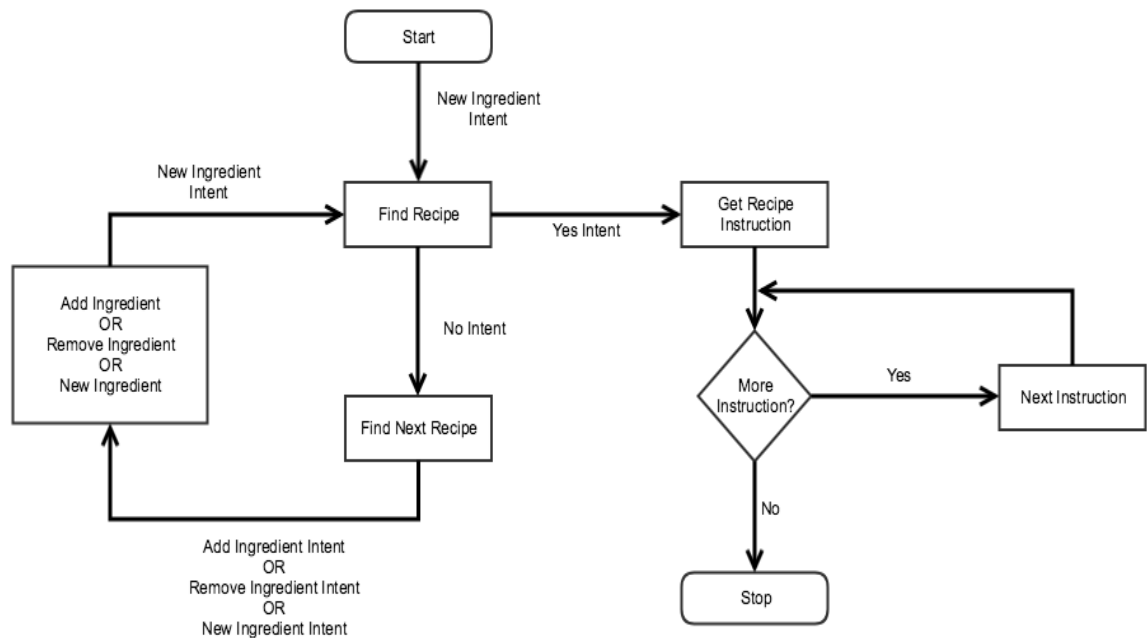 Start
New Ingredient
Intent
New Ingredient
Intent
Find Recipe
Yes Intent
Get Recipe
Instruction
Add Ingredient
OR
Remove Ingredient
OR
New Ingredient
No Intent
More
Instruction?
Yes
Next Instruction
Find Next Recipe
No
Add Ingredient Intent
OR
Remove Ingredient Intent
OR
New Ingredient Intent
Stop